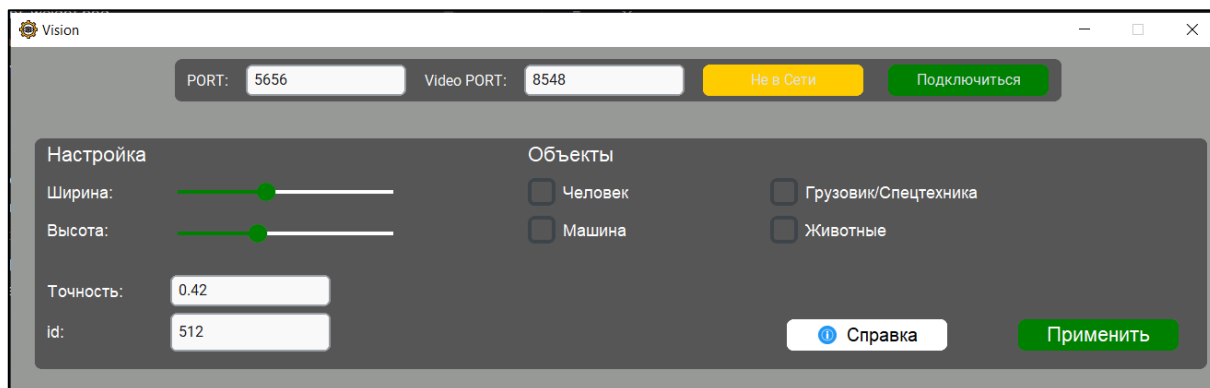 Vision
PORT: 5656 Video PORT: 8548 Не в Сети Подключиться
Настройка Объекты
Ширина: Человек Грузовик/Спецтехника
Высота: Машина Животные
Точность: 0.42
id: 512 Справка Применить